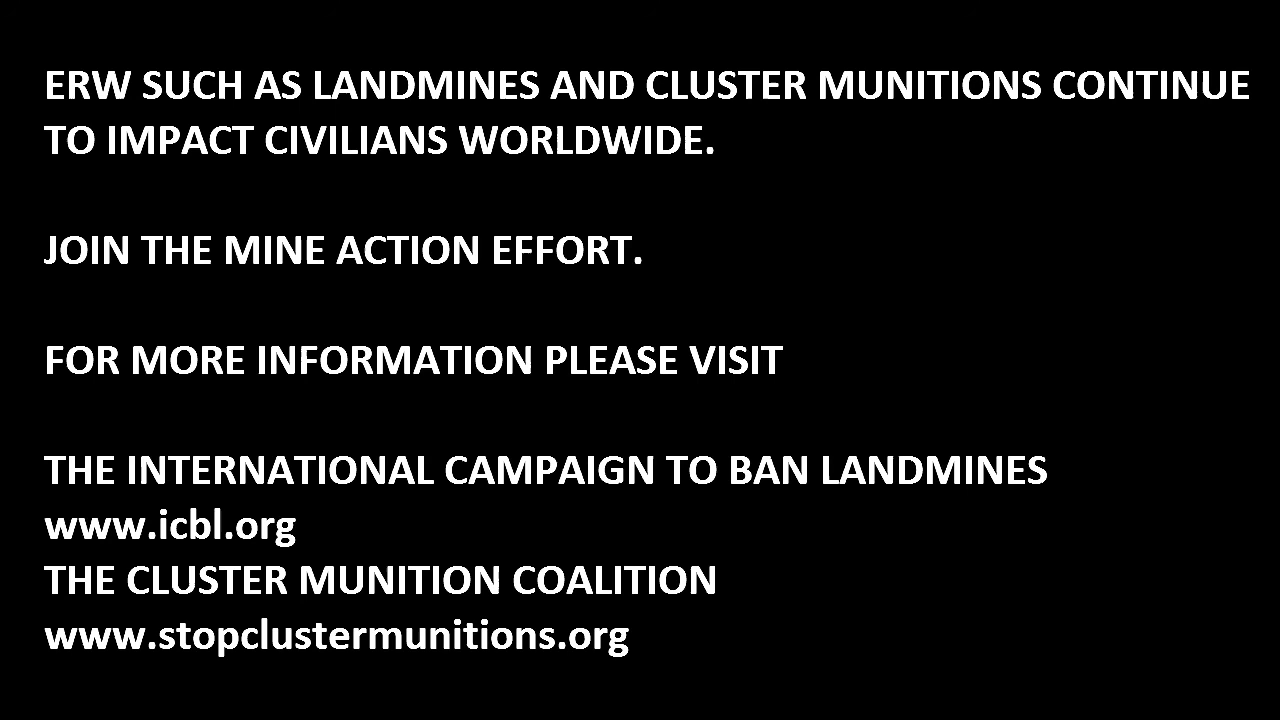 ERW SUCH AS LANDMINES AND CLUSTER MUNITIONS CONTINUE
TO IMPACT CIVILIANS WORLDWIDE.
JOIN THE MINE ACTION EFFORT.
FOR MORE INFORMATION PLEASE VISIT
THE INTERNATIONAL CAMPAIGN TO BAN LANDMINES
www.icbl.org
THE CLUSTER MUNITION COALITION
www.stopclustermunitions.org